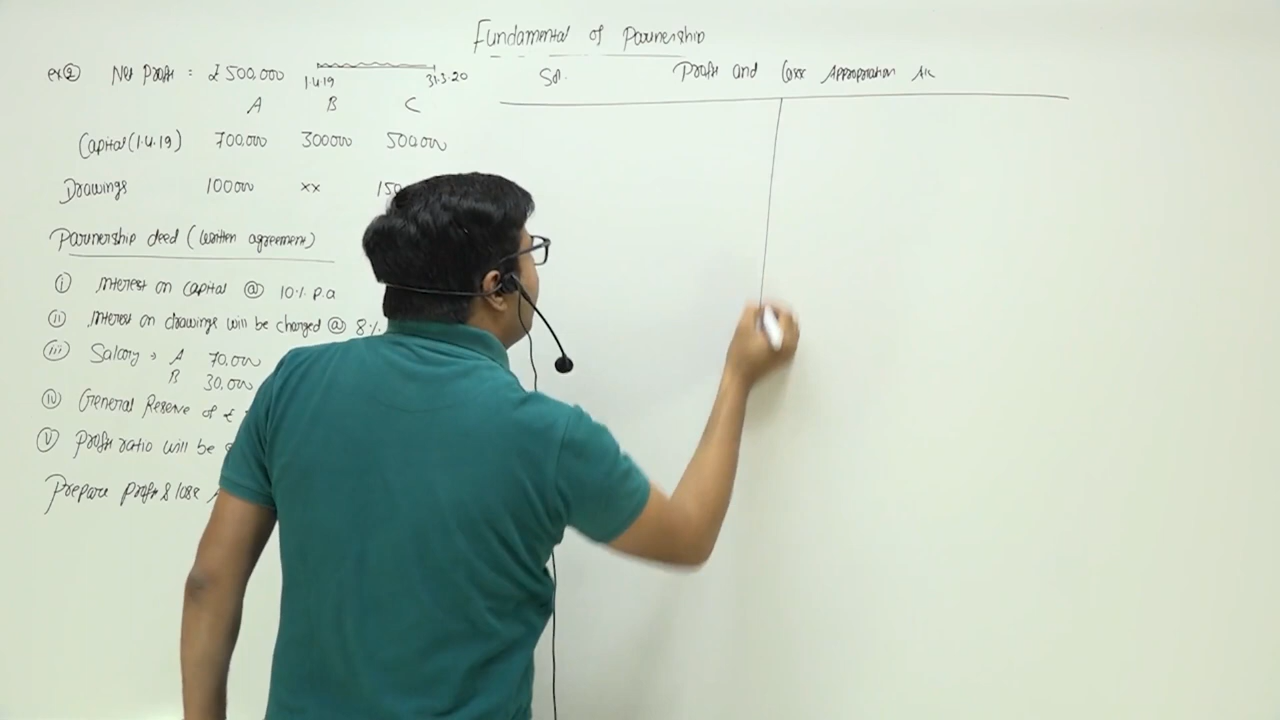 Fundamental of Partnership
ex② Net Profit = £ 500,000
1.4.19 31.3.20
A B C
Capital (1.4.19) 700,000 300000 500,000
Drawings 10000 xx
Partnership deed (written agreement)
(i) Interest on capital @ 10% p.a
(ii) Interest on drawings will be charged @ 8%
(iii) Salary → A 70,000
B 30,000
(iv) General Reserve of £
(v) Profit ratio will be
Prepare profit & loss
Sol. Profit and Loss Appropriation A/c